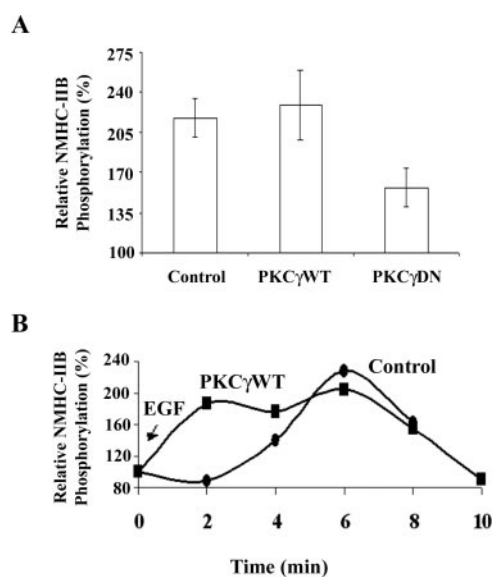 A
Relative NMHC-IIB
Phosphorylation (%)
275
240
205
170
135
100
Control PKCγWT PKCγDN
B
Relative NMHC-IIB
Phosphorylation (%)
240
200
160
120
80
EGF
PKCγWT
Control
0 2 4 6 8 10
Time (min)